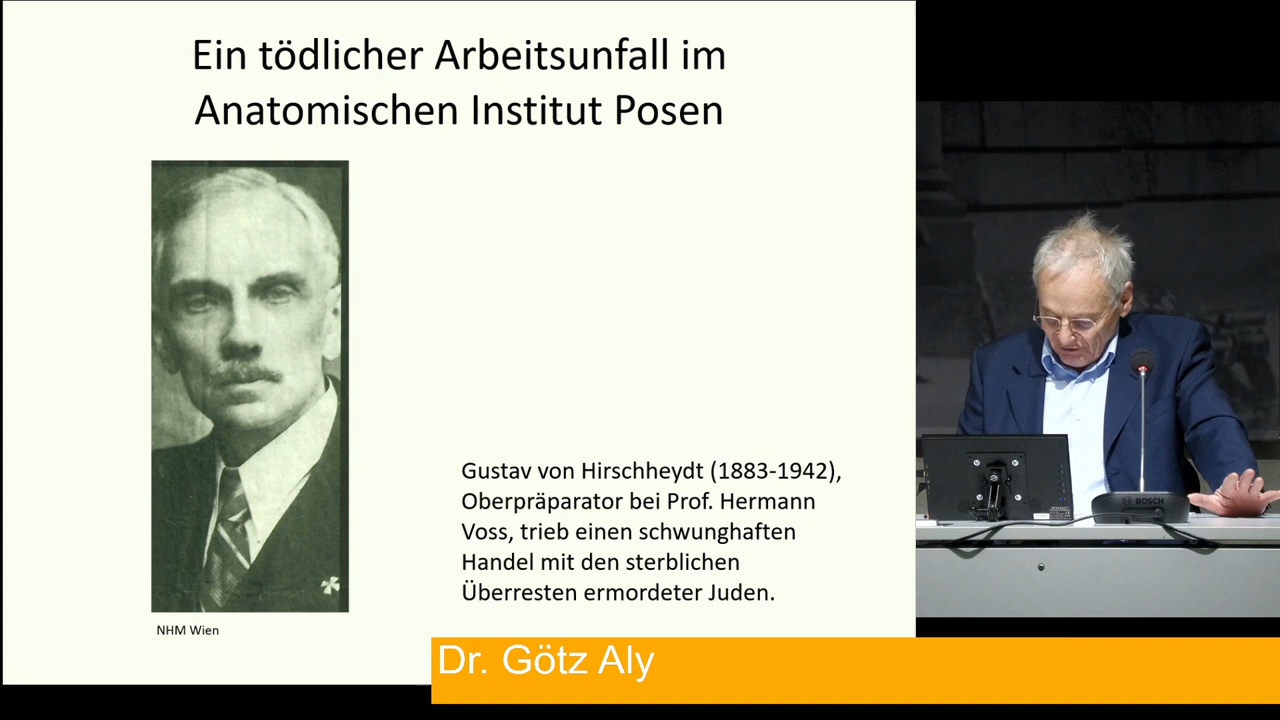 Ein tödlicher Arbeitsunfall im
Anatomischen Institut Posen
Gustav von Hirschheydt (1883-1942),
Oberpräparator bei Prof. Hermann
Voss, trieb einen schwunghaften
Handel mit den sterblichen
Überresten ermordeter Juden.
NHM Wien
BOSCH
Dr. Götz Aly